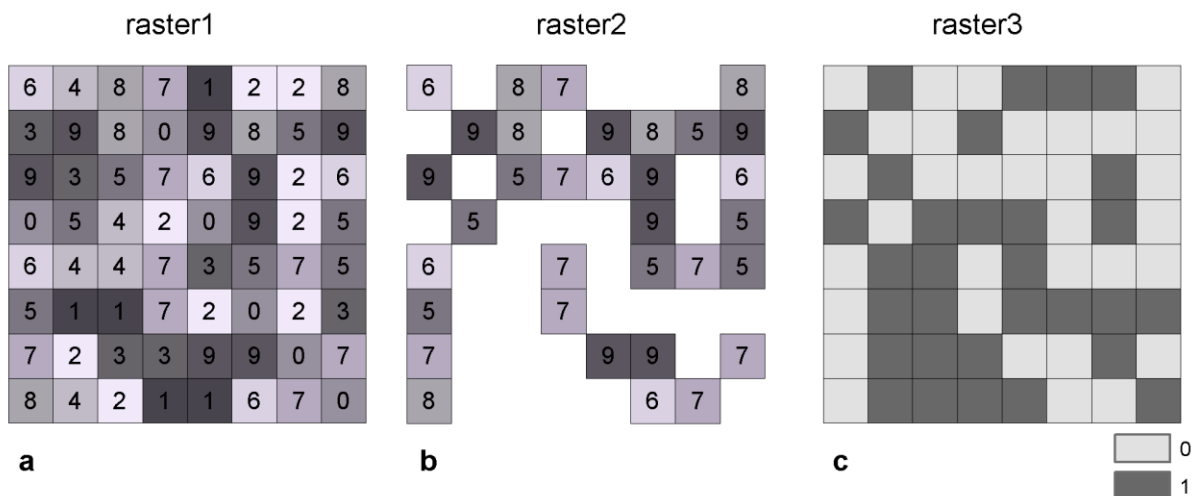 raster1 raster2 raster3
6 4 8 7 1 2 2 8 6 8 7 8
3 9 8 0 9 8 5 9 9 8 9 8 5 9
9 3 5 7 6 9 2 6 9 5 7 6 9 6
0 5 4 2 0 9 2 5 5 9 5
6 4 4 7 3 5 7 5 6 7 5 7 5
5 1 1 7 2 0 2 3 5 7
7 2 3 3 9 9 0 7 7 9 9 7
8 4 2 1 1 6 7 0 8 6 7
a b c
0
1